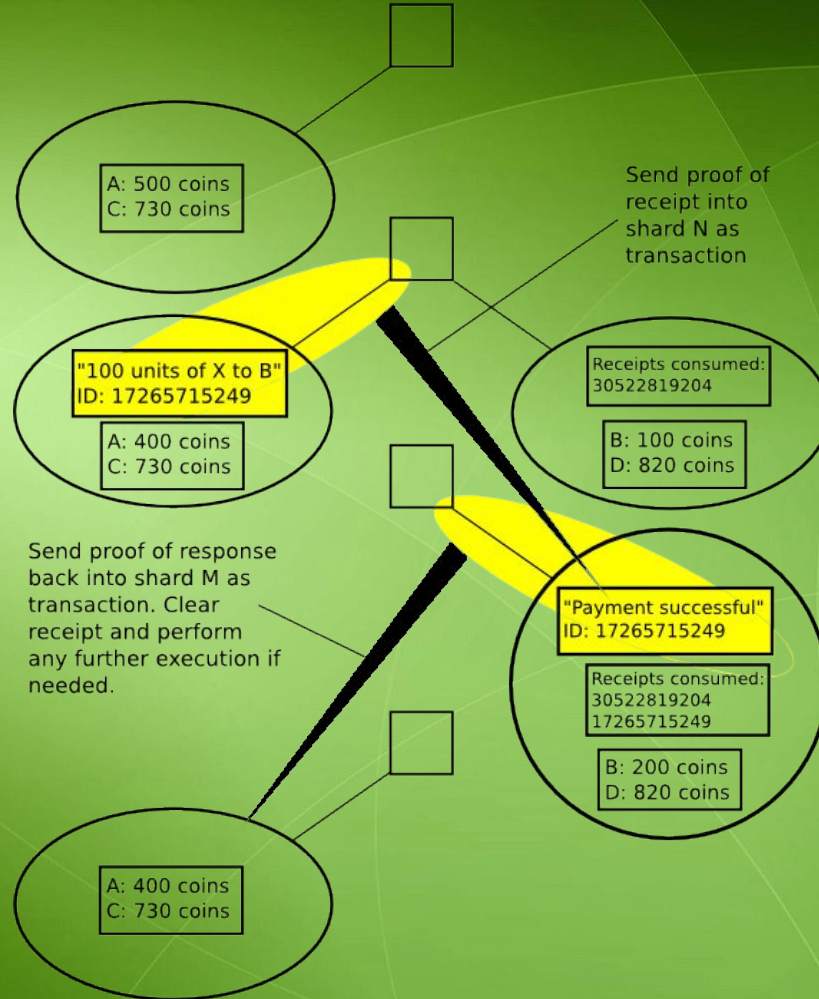 A: 500 coins
C: 730 coins
Send proof of
receipt into
shard N as
transaction
"100 units of X to B"
ID: 17265715249
A: 400 coins
C: 730 coins
Receipts consumed:
30522819204
B: 100 coins
D: 820 coins
Send proof of response
back into shard M as
transaction. Clear
receipt and perform
any further execution if
needed.
"Payment successful"
ID: 17265715249
Receipts consumed:
30522819204
17265715249
B: 200 coins
D: 820 coins
A: 400 coins
C: 730 coins